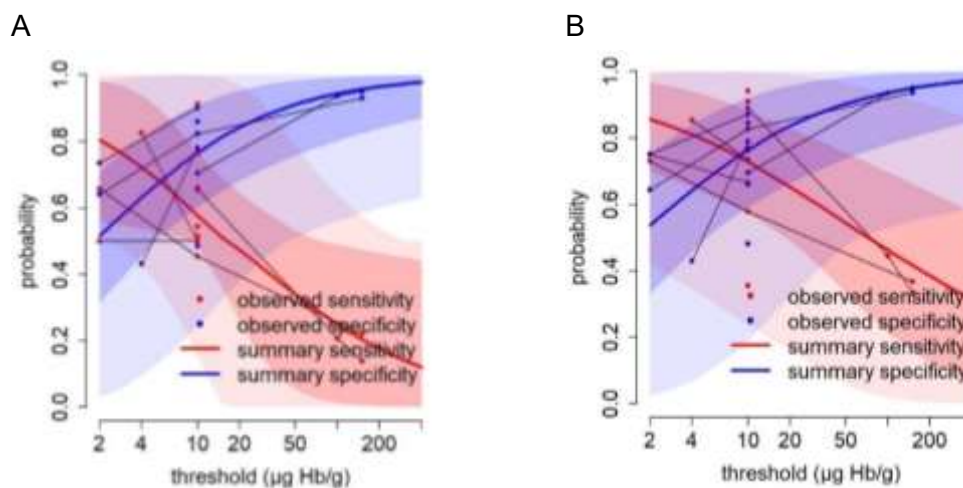 A
B
probability
1.0
0.8
0.6
0.4
0.2
0.0
observed sensitivity
observed specificity
summary sensitivity
summary specificity
2 4 10 20 50 200
threshold (µg Hb/g)
probability
1.0
0.8
0.6
0.4
0.2
0.0
observed sensitivity
observed specificity
summary sensitivity
summary specificity
2 4 10 20 50 200
threshold (µg Hb/g)